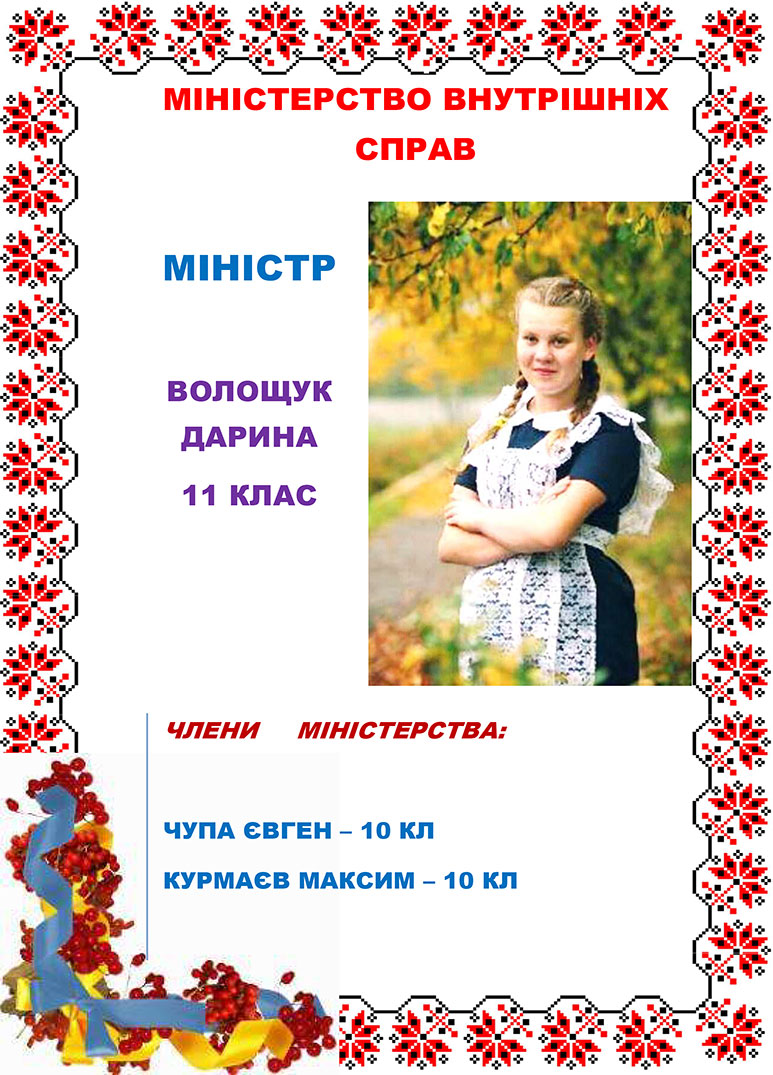 МІНІСТЕРСТВО ВНУТРІШНІХ
СПРАВ
МІНІСТР
ВОЛОЩУК
ДАРИНА
11 КЛАС
ЧЛЕНИ МІНІСТЕРСТВА:
ЧУПА ЄВГЕН – 10 КЛ
КУРМАЄВ МАКСИМ – 10 КЛ